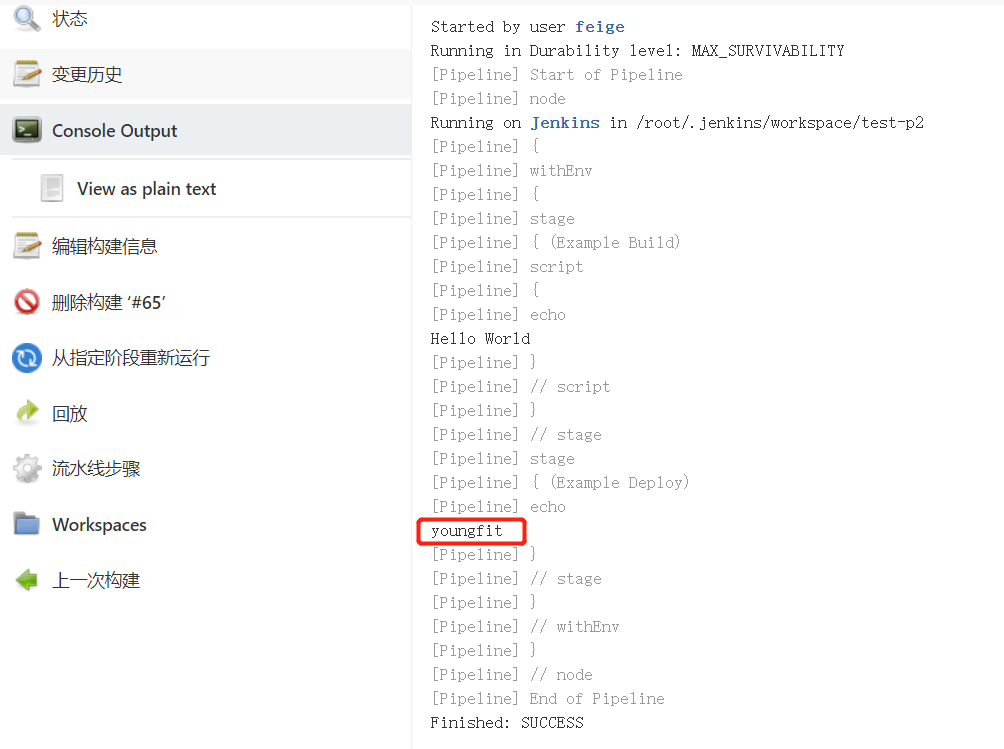 状态
变更历史
Console Output
View as plain text
编辑构建信息
删除构建 ‘#65’
从指定阶段重新运行
回放
流水线步骤
Workspaces
上一次构建
Started by user feige
Running in Durability level: MAX_SURVIVABILITY
[Pipeline] Start of Pipeline
[Pipeline] node
Running on Jenkins in /root/.jenkins/workspace/test-p2
[Pipeline] {
[Pipeline] withEnv
[Pipeline] {
[Pipeline] stage
[Pipeline] { (Example Build)
[Pipeline] script
[Pipeline] {
[Pipeline] echo
Hello World
[Pipeline] }
[Pipeline] // script
[Pipeline] }
[Pipeline] // stage
[Pipeline] stage
[Pipeline] { (Example Deploy)
[Pipeline] echo
youngfit
[Pipeline] }
[Pipeline] // stage
[Pipeline] }
[Pipeline] // withEnv
[Pipeline] }
[Pipeline] // node
[Pipeline] End of Pipeline
Finished: SUCCESS